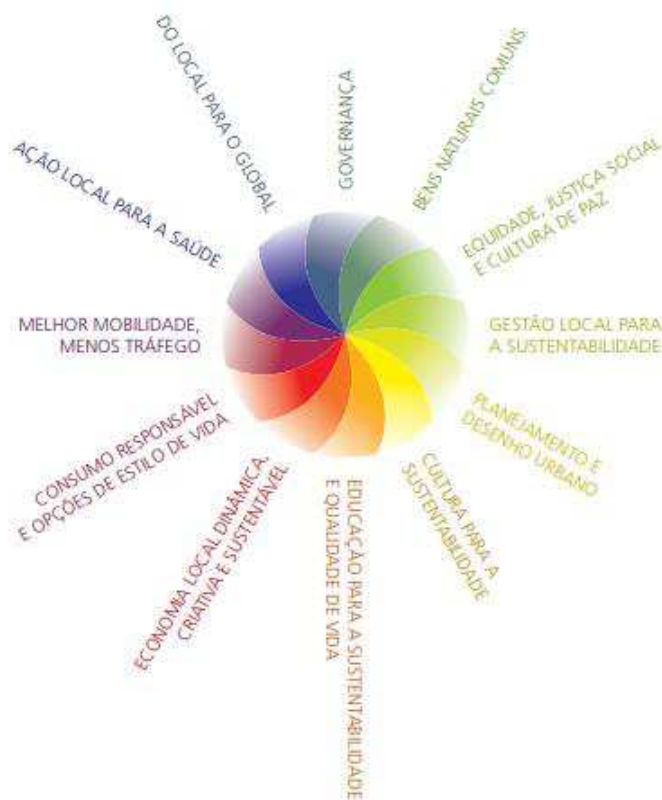 GOVERNANÇA
BENS NATURAIS COMUNS
EQUIDADE, JUSTIÇA SOCIAL
E CULTURA DE PAZ
GESTÃO LOCAL PARA
A SUSTENTABILIDADE
PLANEJAMENTO E
DESENHO URBANO
CULTURA PARA A
SUSTENTABILIDADE
EDUCAÇÃO PARA A SUSTENTABILIDADE
E QUALIDADE DE VIDA
ECONOMIA LOCAL DINÂMICA,
CRIATIVA E SUSTENTÁVEL
CONSUMO RESPONSÁVEL
E OPÇÕES DE ESTILO DE VIDA
MELHOR MOBILIDADE,
MENOS TRÁFEGO
AÇÃO LOCAL PARA A SAÚDE
DO LOCAL PARA O GLOBAL